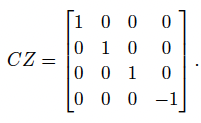 CZ = [1 0 0 0
0 1 0 0
0 0 1 0
0 0 0 −1].